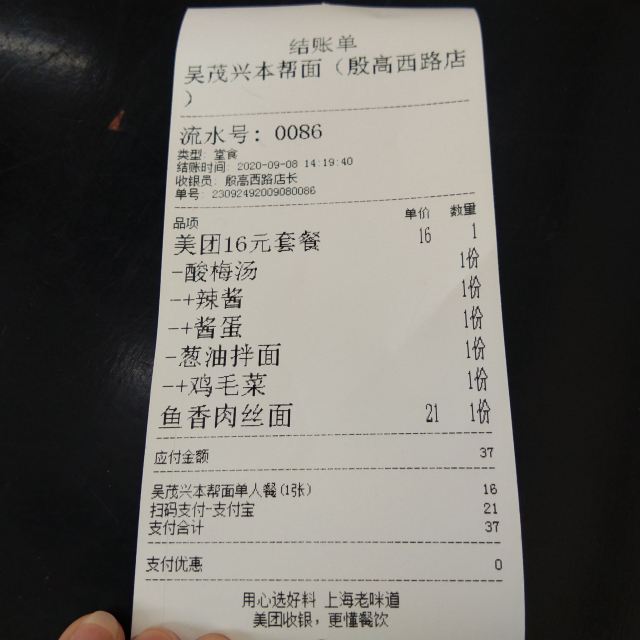 结账单
吴茂兴本帮面（殷高西路店
）
流水号: 0086
类型: 堂食
结账时间: 2020-09-08 14:19:40
收银员: 殷高西路店长
单号: 23092492009080086
品项 单价 数量
美团16元套餐 16 1
-酸梅汤 1份
-+辣酱 1份
-+酱蛋 1份
-葱油拌面 1份
-+鸡毛菜 1份
鱼香肉丝面 21 1份
应付金额 37
吴茂兴本帮面单人餐(1张) 16
扫码支付-支付宝 21
支付合计 37
支付优惠 0
用心选好料 上海老味道
美团收银，更懂餐饮